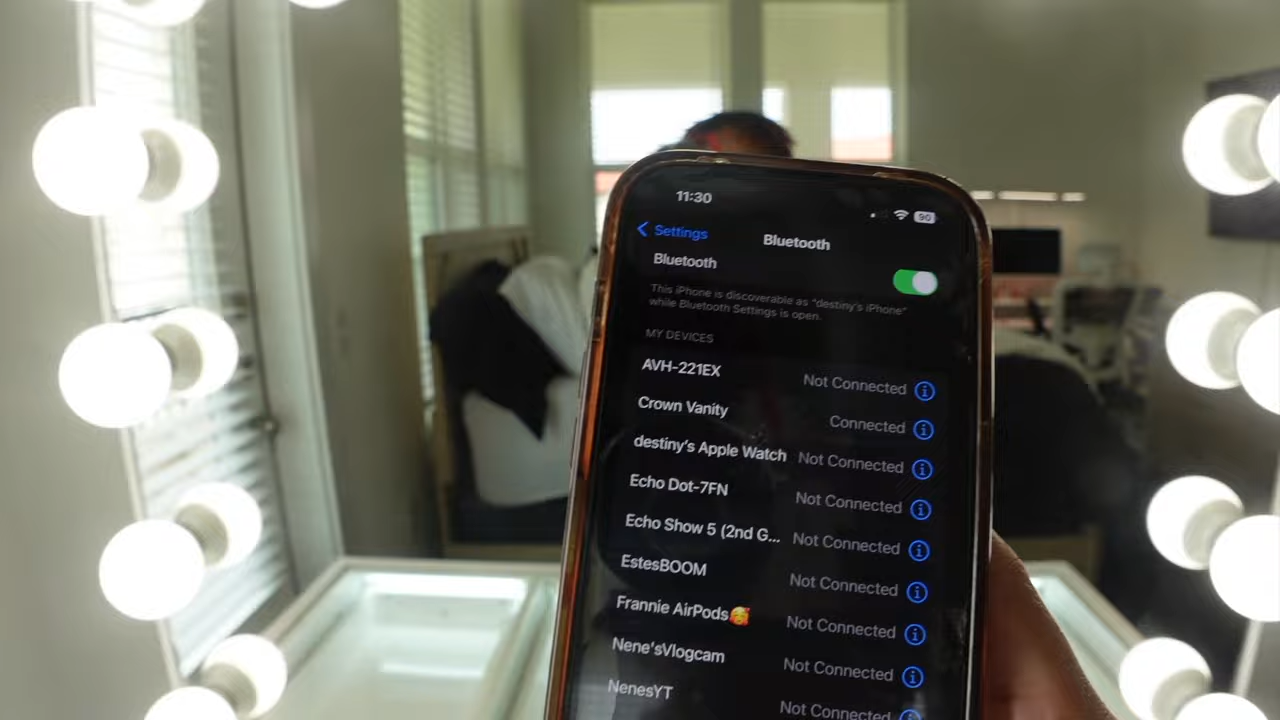 11:30
90
Settings
Bluetooth
Bluetooth
This iPhone is discoverable as "destiny's iPhone"
while Bluetooth Settings is open.
MY DEVICES
AVH-221EX Not Connected
Crown Vanity Connected
destiny's Apple Watch Not Connected
Echo Dot-7FN Not Connected
Echo Show 5 (2nd G... Not Connected
EstesBOOM Not Connected
Frannie AirPods🥰 Not Connected
Nene'sVlogcam Not Connected
NenesYT Not Connected